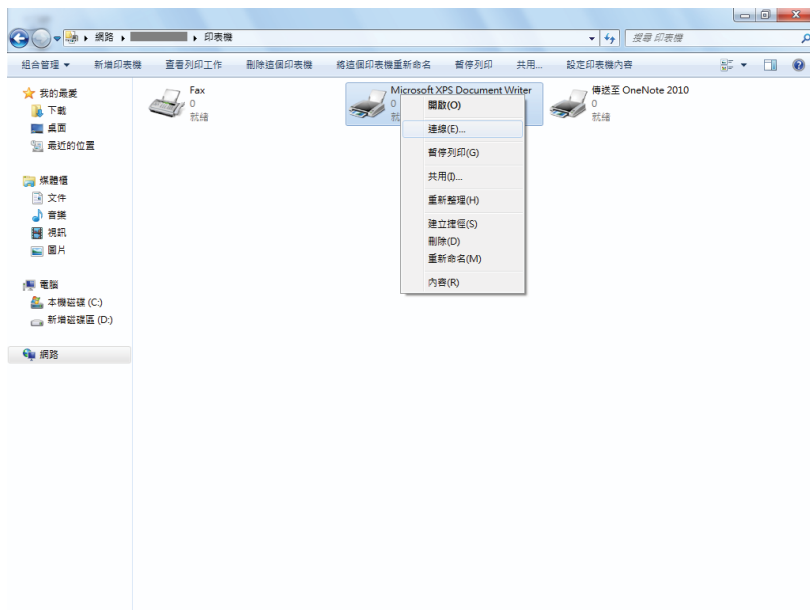 網路 ▸ ▸ 印表機
搜尋 印表機
組合管理 新增印表機 查看列印工作 刪除這個印表機 將這個印表機重新命名 暫停列印 共用... 設定印表機內容
我的最愛
下載
桌面
最近的位置
媒體櫃
文件
音樂
視訊
圖片
電腦
本機磁碟 (C:)
新增磁碟區 (D:)
網路
Fax
0
就緒
Microsoft XPS Document Writer
0
就
開啟(O)
連線(E)...
暫停列印(G)
共用(I)...
重新整理(H)
建立捷徑(S)
刪除(D)
重新命名(M)
內容(R)
傳送至 OneNote 2010
0
就緒